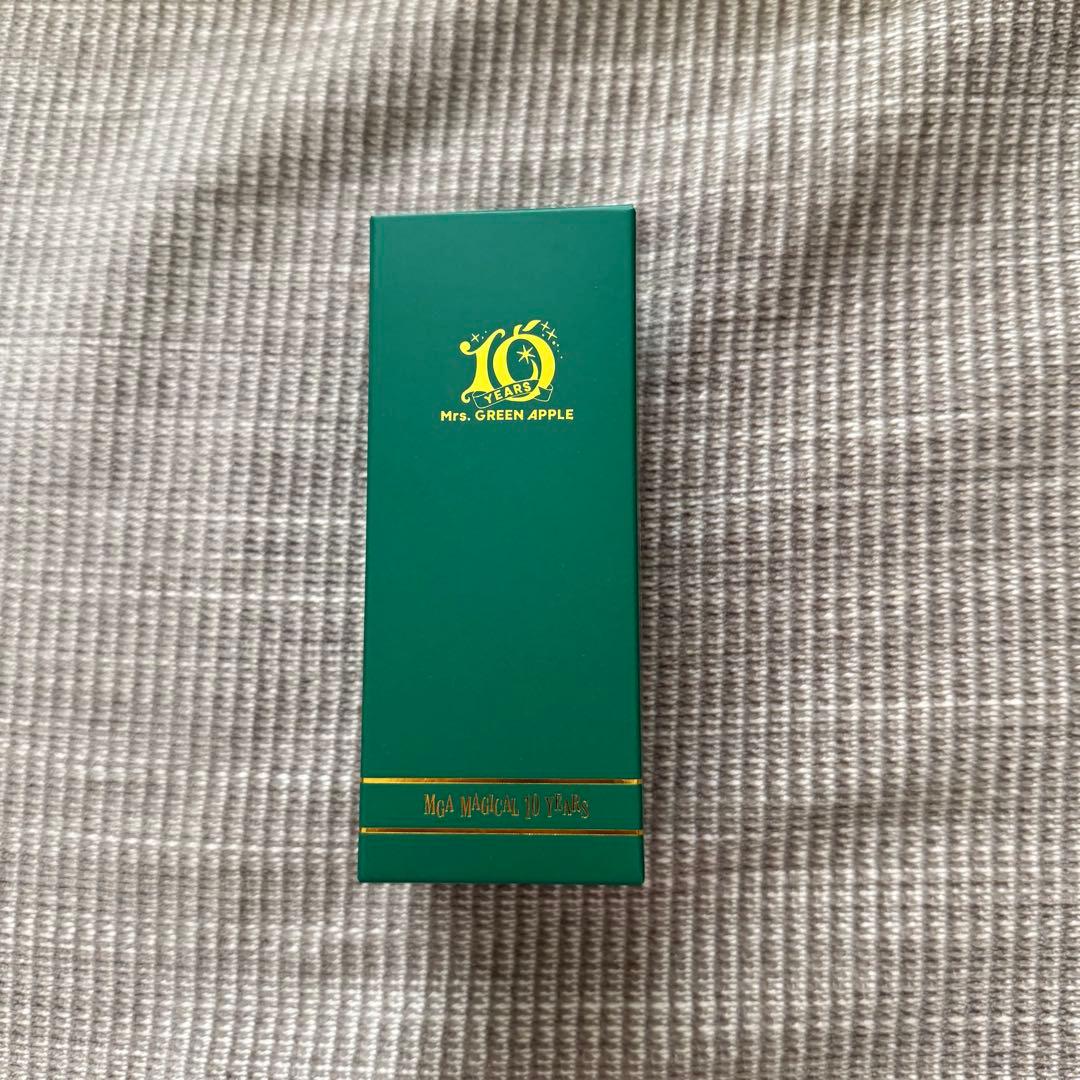 10
YEARS
Mrs. GREEN APPLE
MGA MAGICAL 10 YEARS